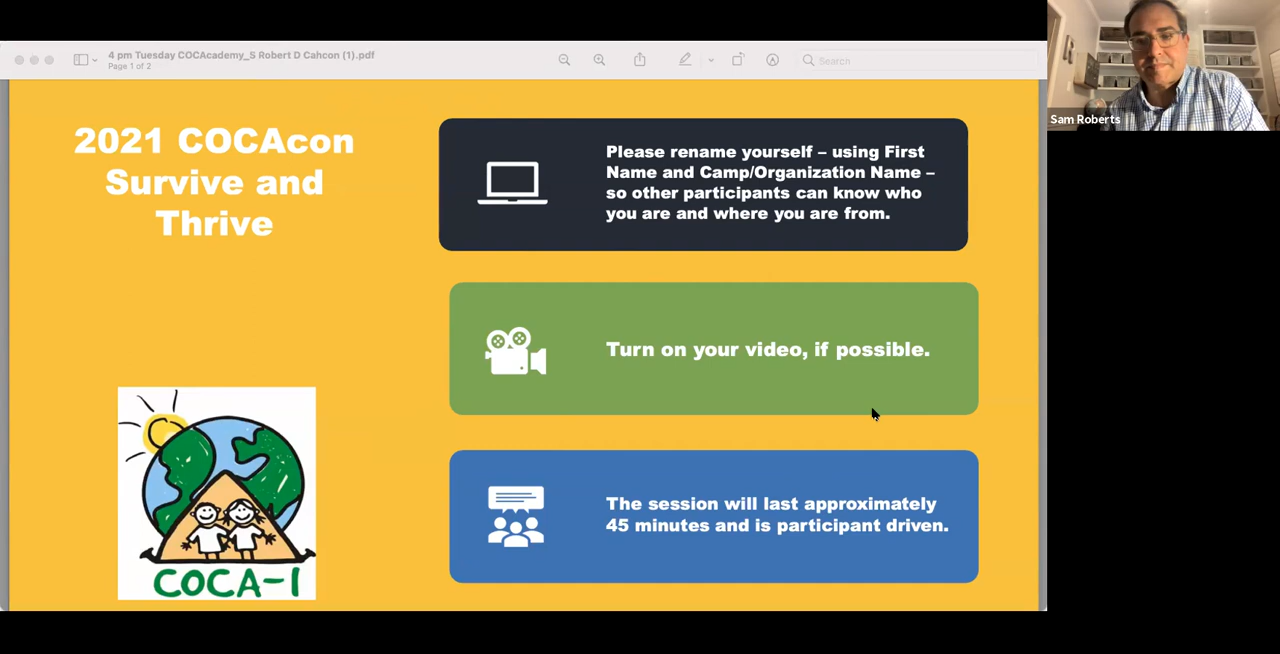 4 pm Tuesday COCAcademy_S Robert D Cahcon (1).pdf
Page 1 of 2
Search
Sam Roberts
2021 COCAcon
Survive and
Thrive
Please rename yourself – using First
Name and Camp/Organization Name –
so other participants can know who
you are and where you are from.
Turn on your video, if possible.
The session will last approximately
45 minutes and is participant driven.
COCA-I